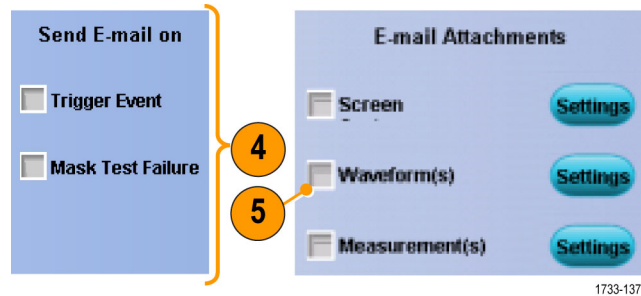 Send E-mail on
Trigger Event
Mask Test Failure
4
5
E-mail Attachments
Screen
Settings
Waveform(s)
Settings
Measurement(s)
Settings
1733-137